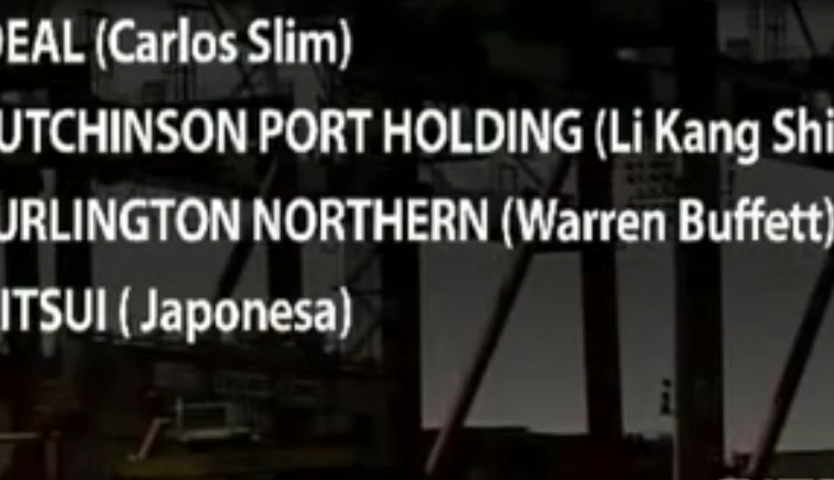 DEAL (Carlos Slim)
UTCHINSON PORT HOLDING (Li Kang Shi
URLINGTON NORTHERN (Warren Buffett)
ITSUI ( Japonesa)